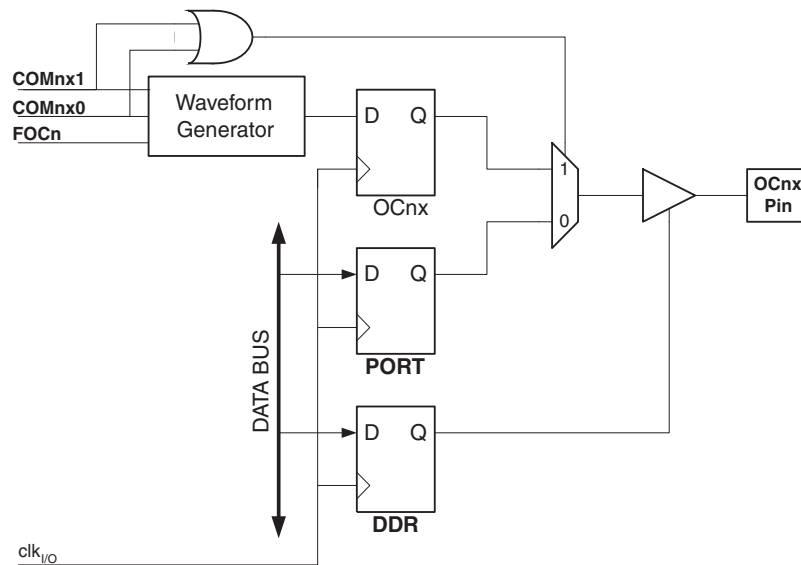 COMnx1
COMnx0
FOCn
Waveform
Generator
D Q
OCnx
1
0
OCnx
Pin
D Q
PORT
DATA BUS
D Q
DDR
clkI/O